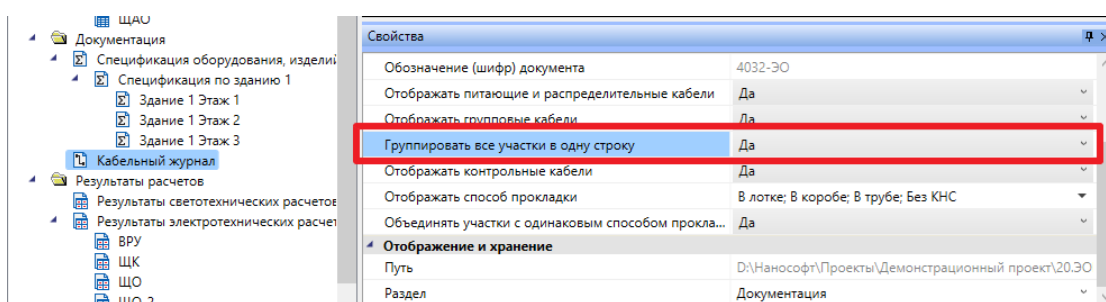 ЩАО
Документация
Спецификация оборудования, изделий
Спецификация по зданию 1
Здание 1 Этаж 1
Здание 1 Этаж 2
Здание 1 Этаж 3
Кабельный журнал
Результаты расчетов
Результаты светотехнических расчетов
Результаты электротехнических расчет
ВРУ
ЩК
ЩО
ЩО-2
Свойства
Обозначение (шифр) документа 4032-ЭО
Отображать питающие и распределительные кабели Да
Отображать групповые кабели Да
Группировать все участки в одну строку Да
Отображать контрольные кабели Да
Отображать способ прокладки В лотке; В коробе; В трубе; Без КНС
Объединять участки с одинаковым способом прокла... Да
Отображение и хранение
Путь D:\Нанософт\Проекты\Демонстрационный проект\20.ЭО
Раздел Документация